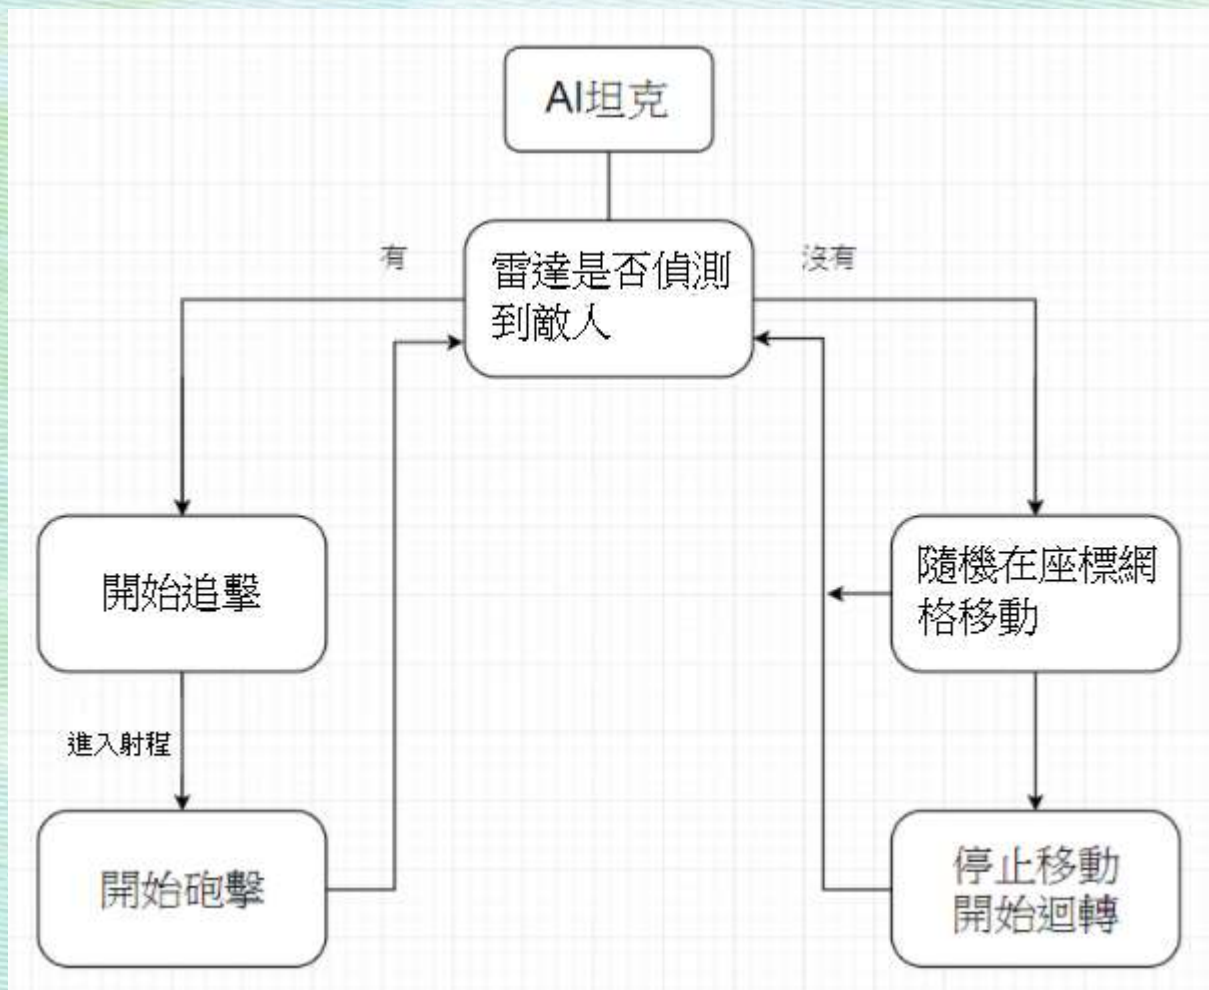 AI坦克
有
雷達是否偵測
到敵人
沒有
開始追擊
隨機在座標網
格移動
進入射程
開始砲擊
停止移動
開始迴轉